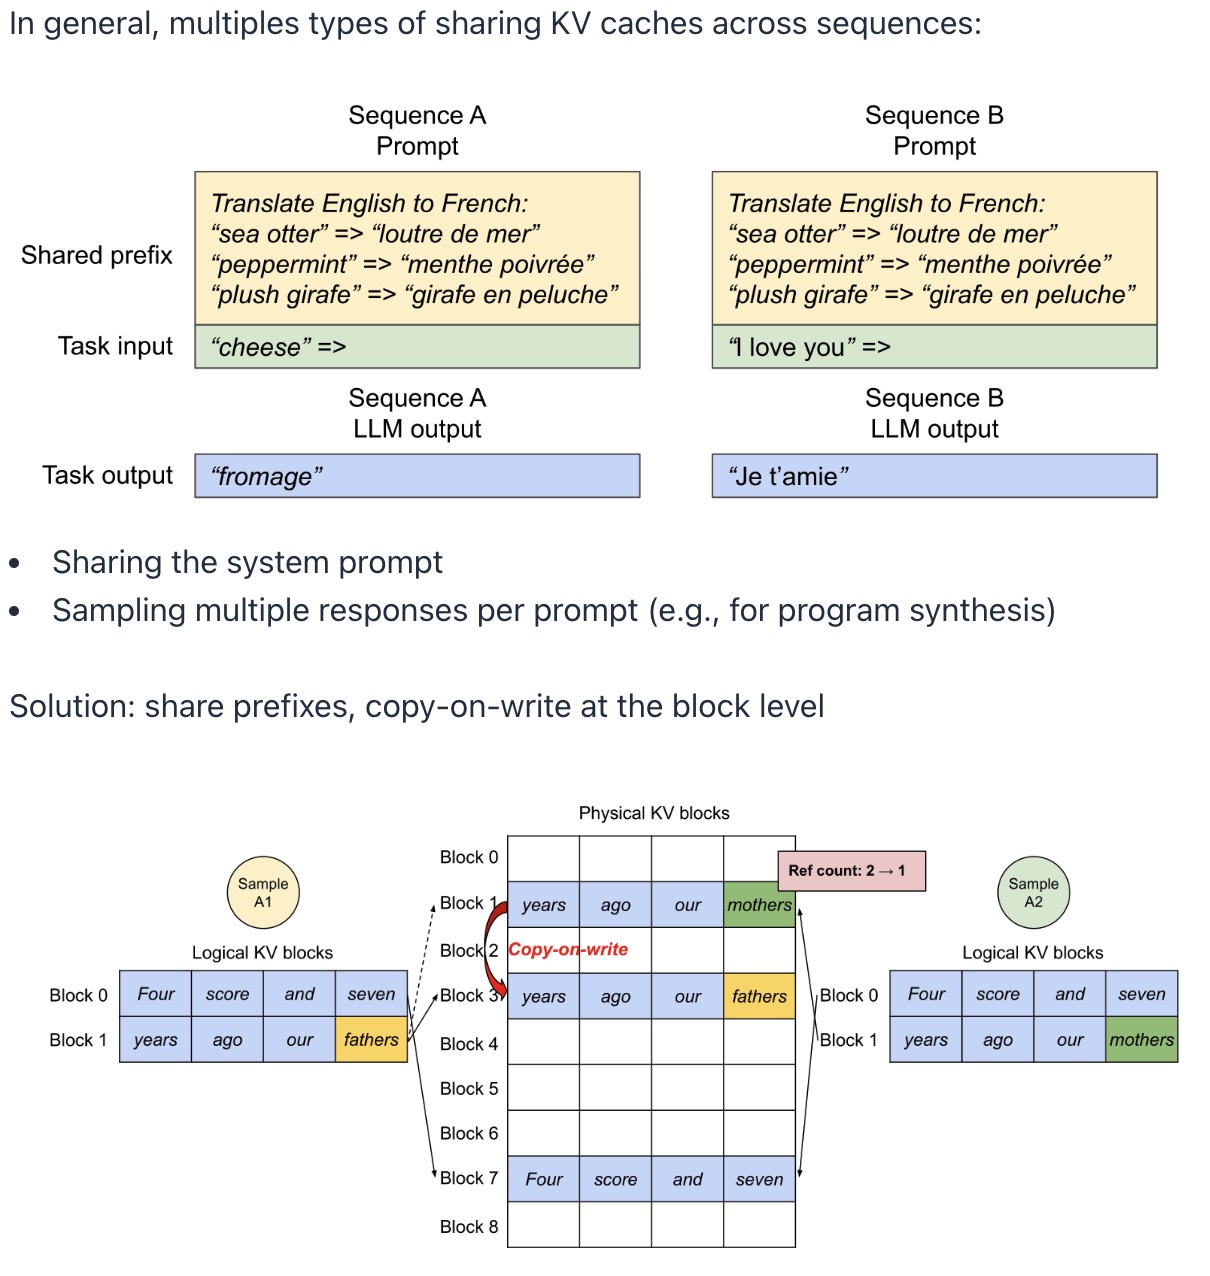 In general, multiples types of sharing KV caches across sequences:
Sequence A
Prompt
Sequence B
Prompt
Shared prefix
Translate English to French:
“sea otter” => “loutre de mer”
“peppermint” => “menthe poivrée”
“plush girafe” => “girafe en peluche”
Translate English to French:
“sea otter” => “loutre de mer”
“peppermint” => “menthe poivrée”
“plush girafe” => “girafe en peluche”
Task input
“cheese” =>
“I love you” =>
Sequence A
LLM output
Sequence B
LLM output
Task output
“fromage”
“Je t’amie”
• Sharing the system prompt
• Sampling multiple responses per prompt (e.g., for program synthesis)
Solution: share prefixes, copy-on-write at the block level
Physical KV blocks
Sample
A1
Logical KV blocks
Block 0 Four score and seven
Block 1 years ago our fathers
Block 0
Block 1 years ago our mothers
Block 2 Copy-on-write
Block 3 years ago our fathers
Block 4
Block 5
Block 6
Block 7 Four score and seven
Block 8
Ref count: 2 → 1
Sample
A2
Logical KV blocks
Block 0 Four score and seven
Block 1 years ago our mothers